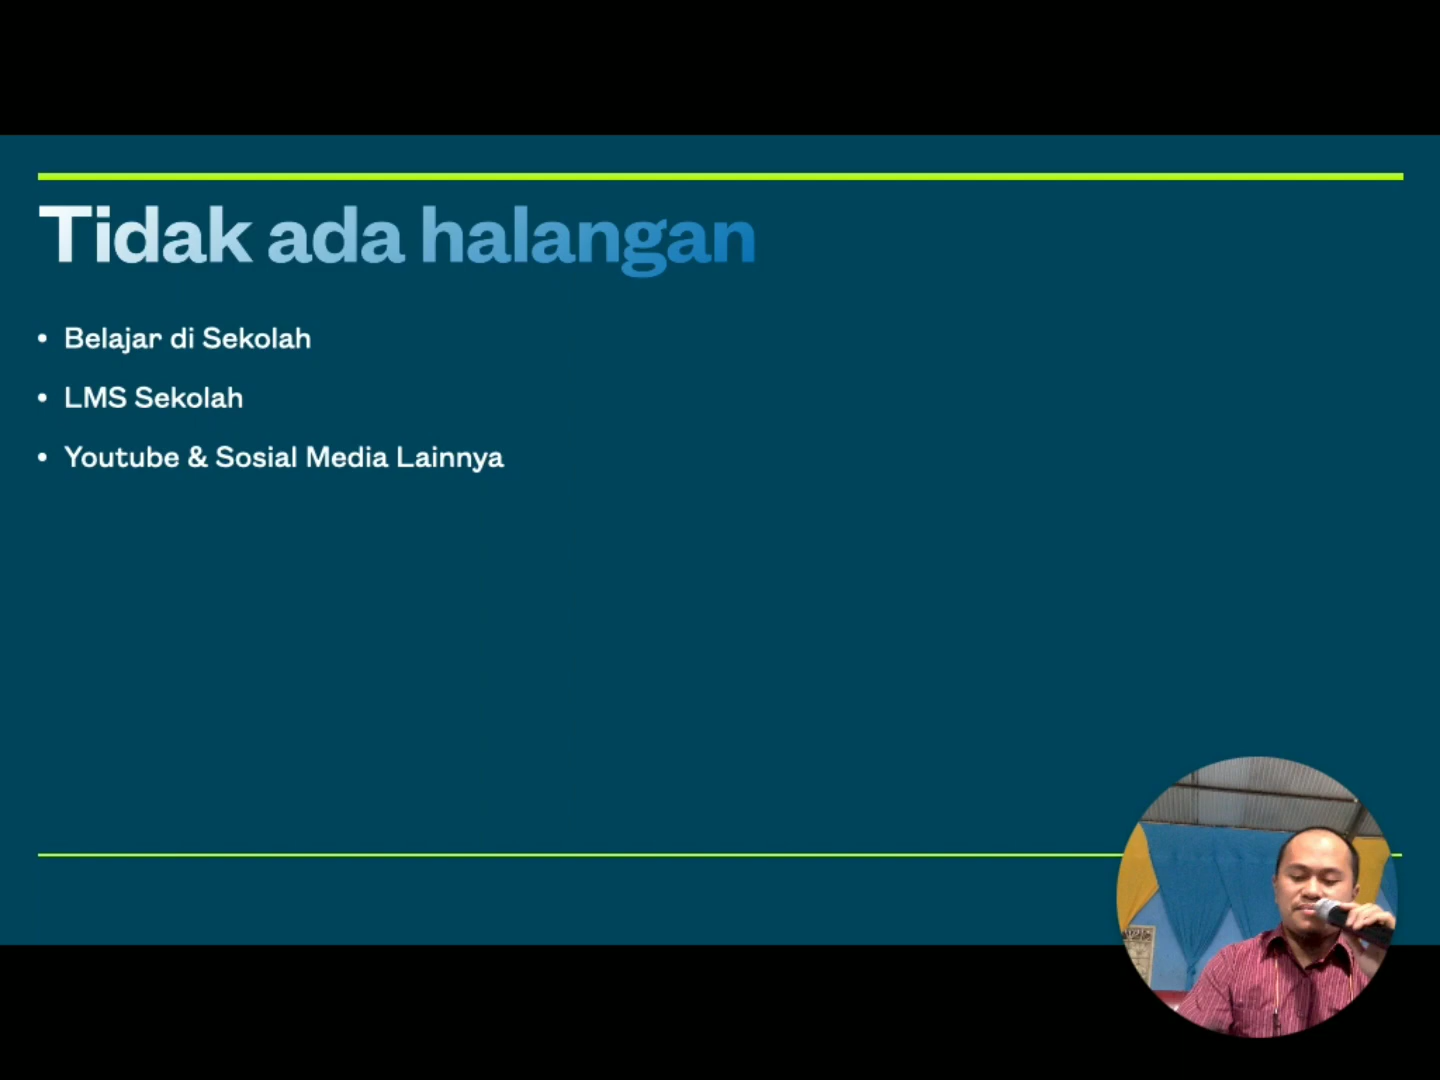 Tidak ada halangan
• Belajar di Sekolah
• LMS Sekolah
• Youtube & Sosial Media Lainnya